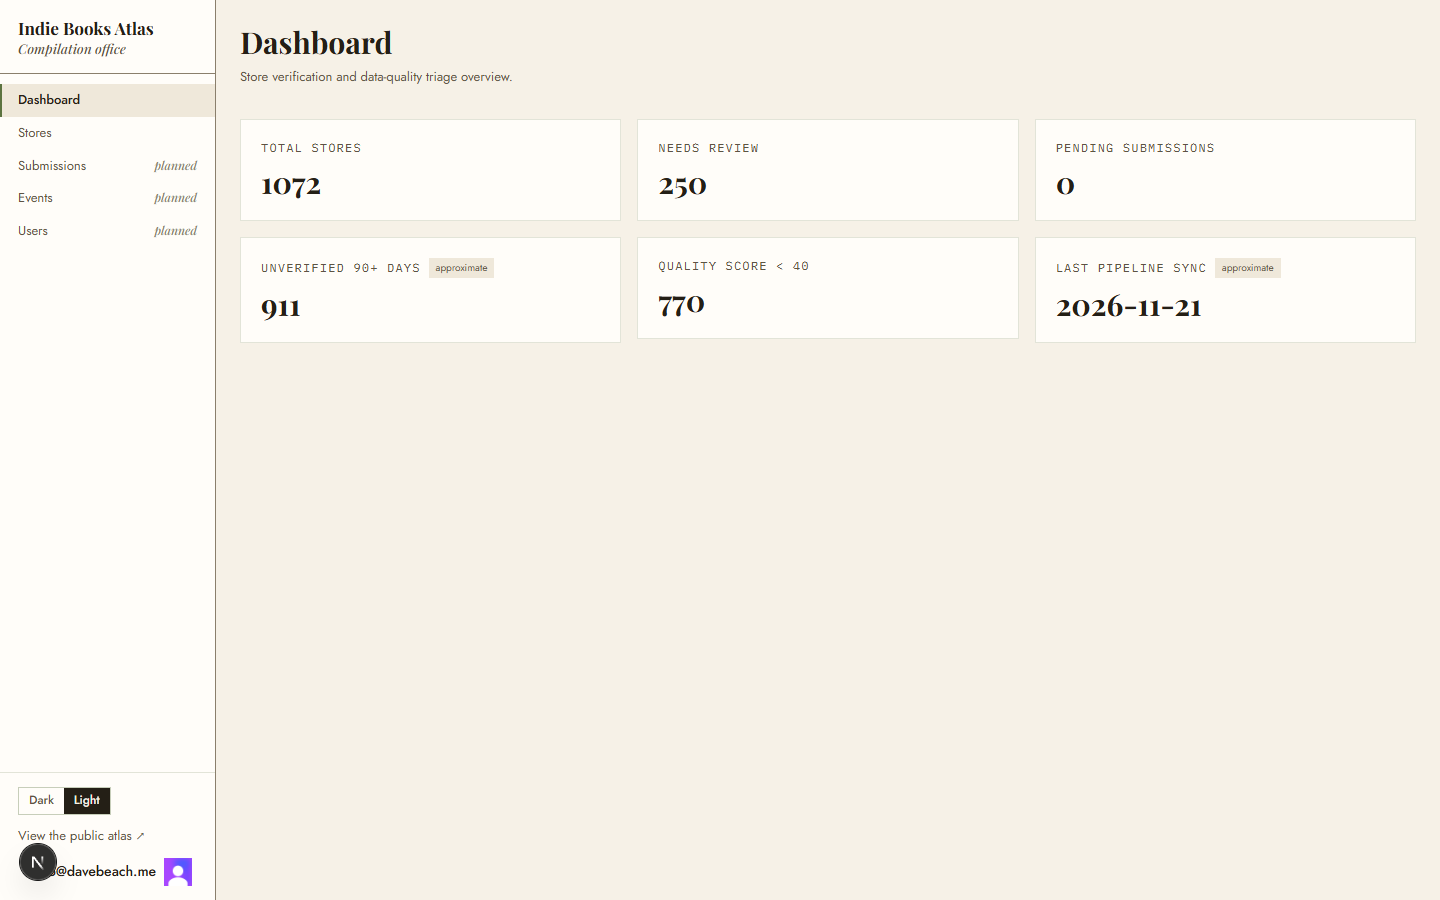 Indie Books Atlas
Compilation office
Dashboard
Stores
Submissions planned
Events planned
Users planned
Dark Light
View the public atlas ↗
N
@davebeach.me
Dashboard
Store verification and data-quality triage overview.
TOTAL STORES
1072
NEEDS REVIEW
250
PENDING SUBMISSIONS
0
UNVERIFIED 90+ DAYS approximate
911
QUALITY SCORE < 40
770
LAST PIPELINE SYNC approximate
2026-11-21